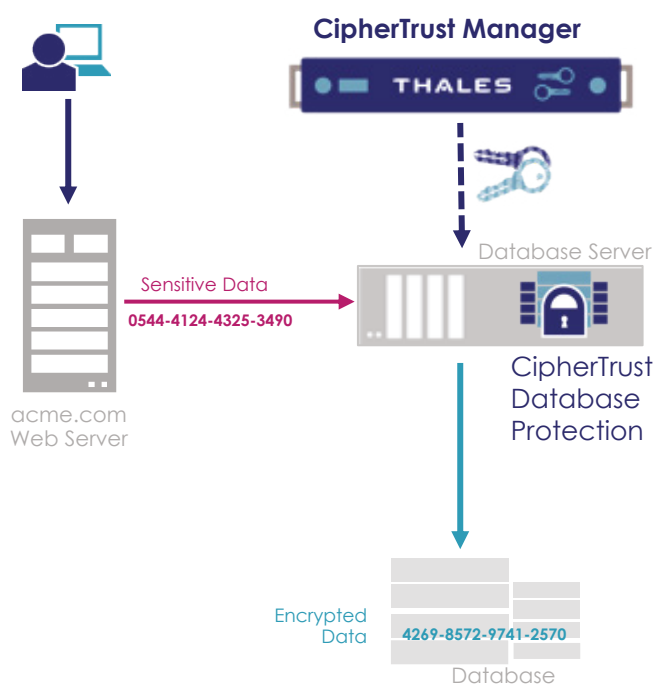 CipherTrust Manager
THALES
Database Server
Sensitive Data
0544-4124-4325-3490
CipherTrust
Database
Protection
acme.com
Web Server
Encrypted
Data
4269-8572-9741-2570
Database